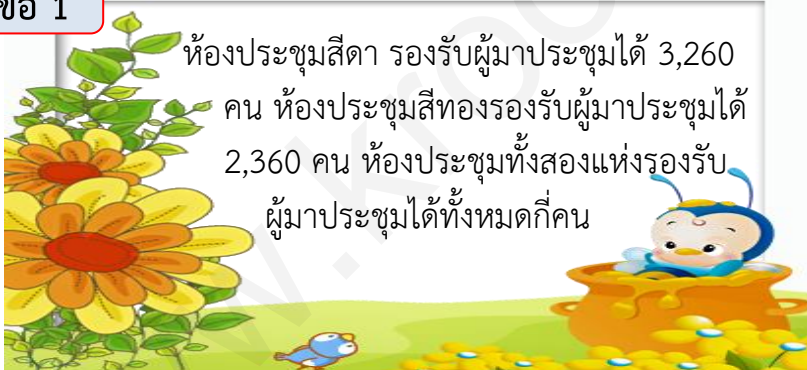 ข้อ 1
ห้องประชุมสีดา รองรับผู้มาประชุมได้ 3,260
คน ห้องประชุมสีทองรองรับผู้มาประชุมได้
2,360 คน ห้องประชุมทั้งสองแห่งรองรับ
ผู้มาประชุมได้ทั้งหมดกี่คน